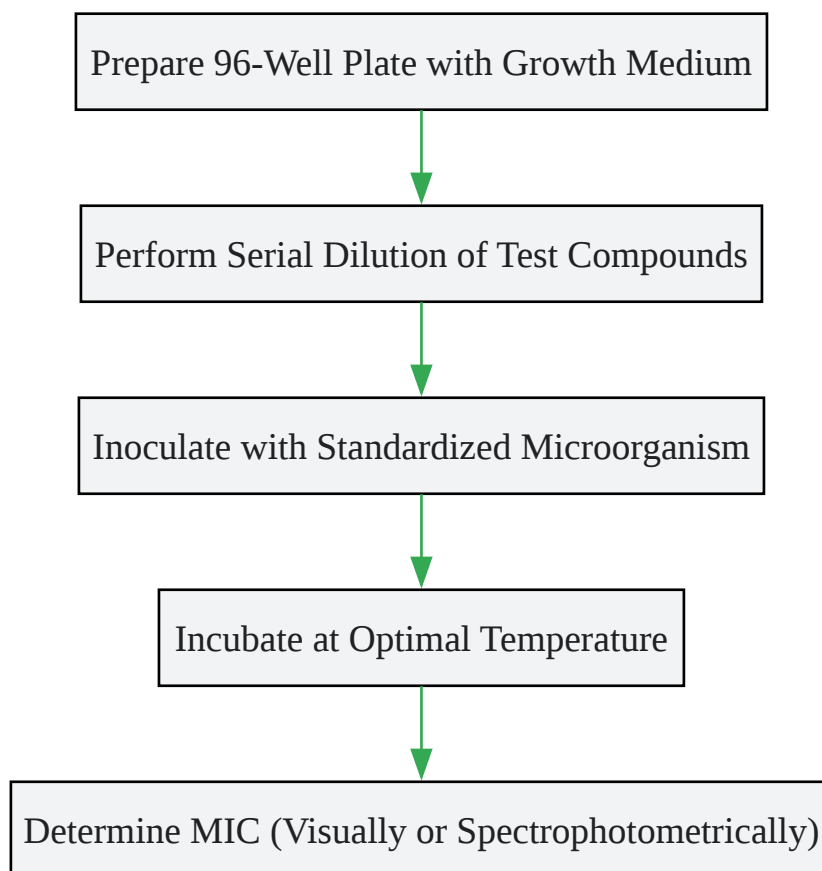 Prepare 96-Well Plate with Growth Medium
Perform Serial Dilution of Test Compounds
Inoculate with Standardized Microorganism
Incubate at Optimal Temperature
Determine MIC (Visually or Spectrophotometrically)